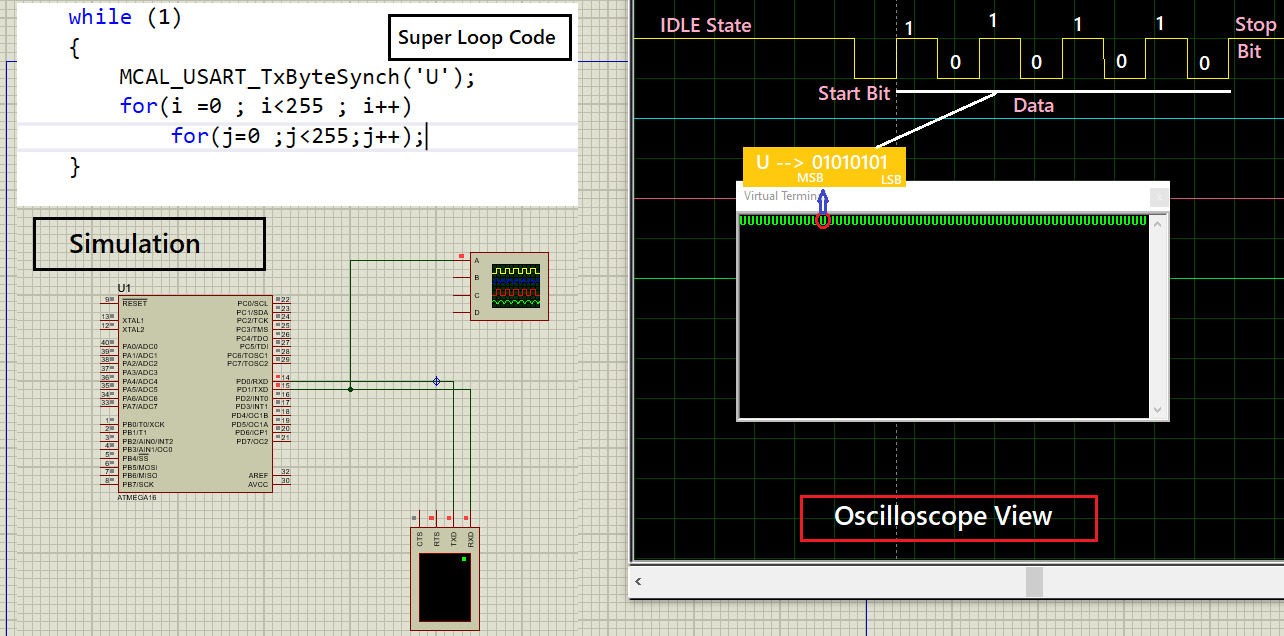 while (1)
{
MCAL_USART_TxByteSynch('U');
for(i =0 ; i<255 ; i++)
for(j=0 ;j<255;j++);
}
Super Loop Code
Simulation
U1
9 RESET
13 XTAL1
12 XTAL2
40 PA0/ADC0
39 PA1/ADC1
38 PA2/ADC2
37 PA3/ADC3
36 PA4/ADC4
35 PA5/ADC5
34 PA6/ADC6
33 PA7/ADC7
1 PB0/T0/XCK
2 PB1/T1
3 PB2/AIN0/INT2
4 PB3/AIN1/OC0
5 PB4/SS
6 PB5/MOSI
7 PB6/MISO
8 PB7/SCK
PC0/SCL 22
PC1/SDA 23
PC2/TCK 24
PC3/TMS 25
PC4/TDO 26
PC5/TDI 27
PC6/TOSC1 28
PC7/TOSC2 29
PD0/RXD 14
PD1/TXD 15
PD2/INT0 16
PD3/INT1 17
PD4/OC1B 18
PD5/OC1A 19
PD6/ICP1 20
PD7/OC2 21
AREF 32
AVCC 30
ATMEGA16
A
B
C
D
CTS
RTS
TXD
RXD
IDLE State
1 1 1 1
0 0 0 0
Stop
Bit
Start Bit
Data
U --> 01010101
MSB LSB
Virtual Termin
UUUUUUUUUUUUUUUUUUUUUUUUUUUUUUUUUUUUUUUUUUUUUUUUUUU
Oscilloscope View